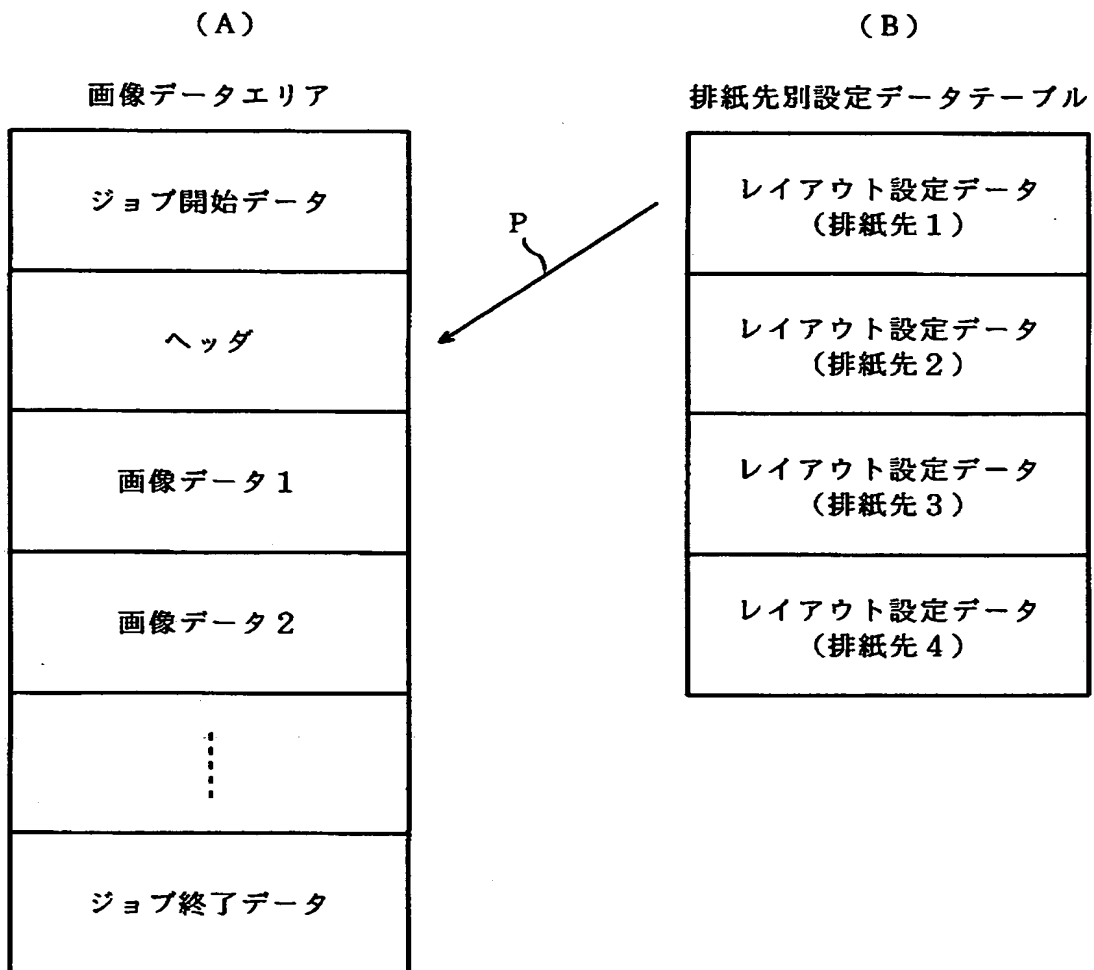 (A)
画像データエリア
ジョブ開始データ
ヘッダ
画像データ1
画像データ2
ジョブ終了データ
P
(B)
排紙先別設定データテーブル
レイアウト設定データ
(排紙先1)
レイアウト設定データ
(排紙先2)
レイアウト設定データ
(排紙先3)
レイアウト設定データ
(排紙先4)